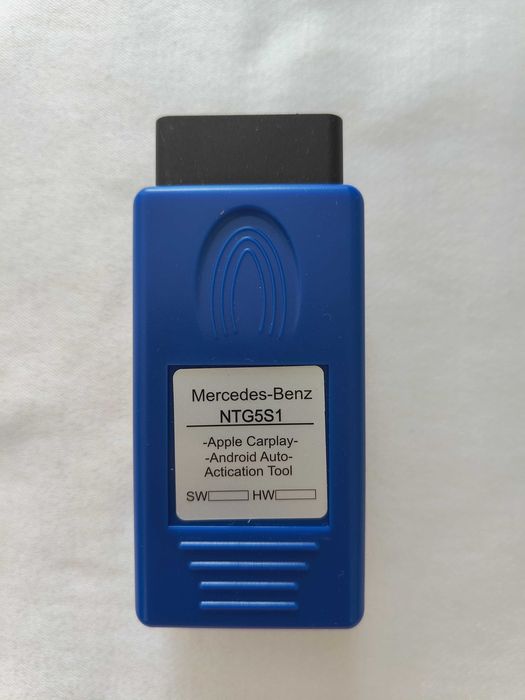 Mercedes-Benz
NTG5S1
-Apple Carplay-
-Android Auto-
Actication Tool
SW HW